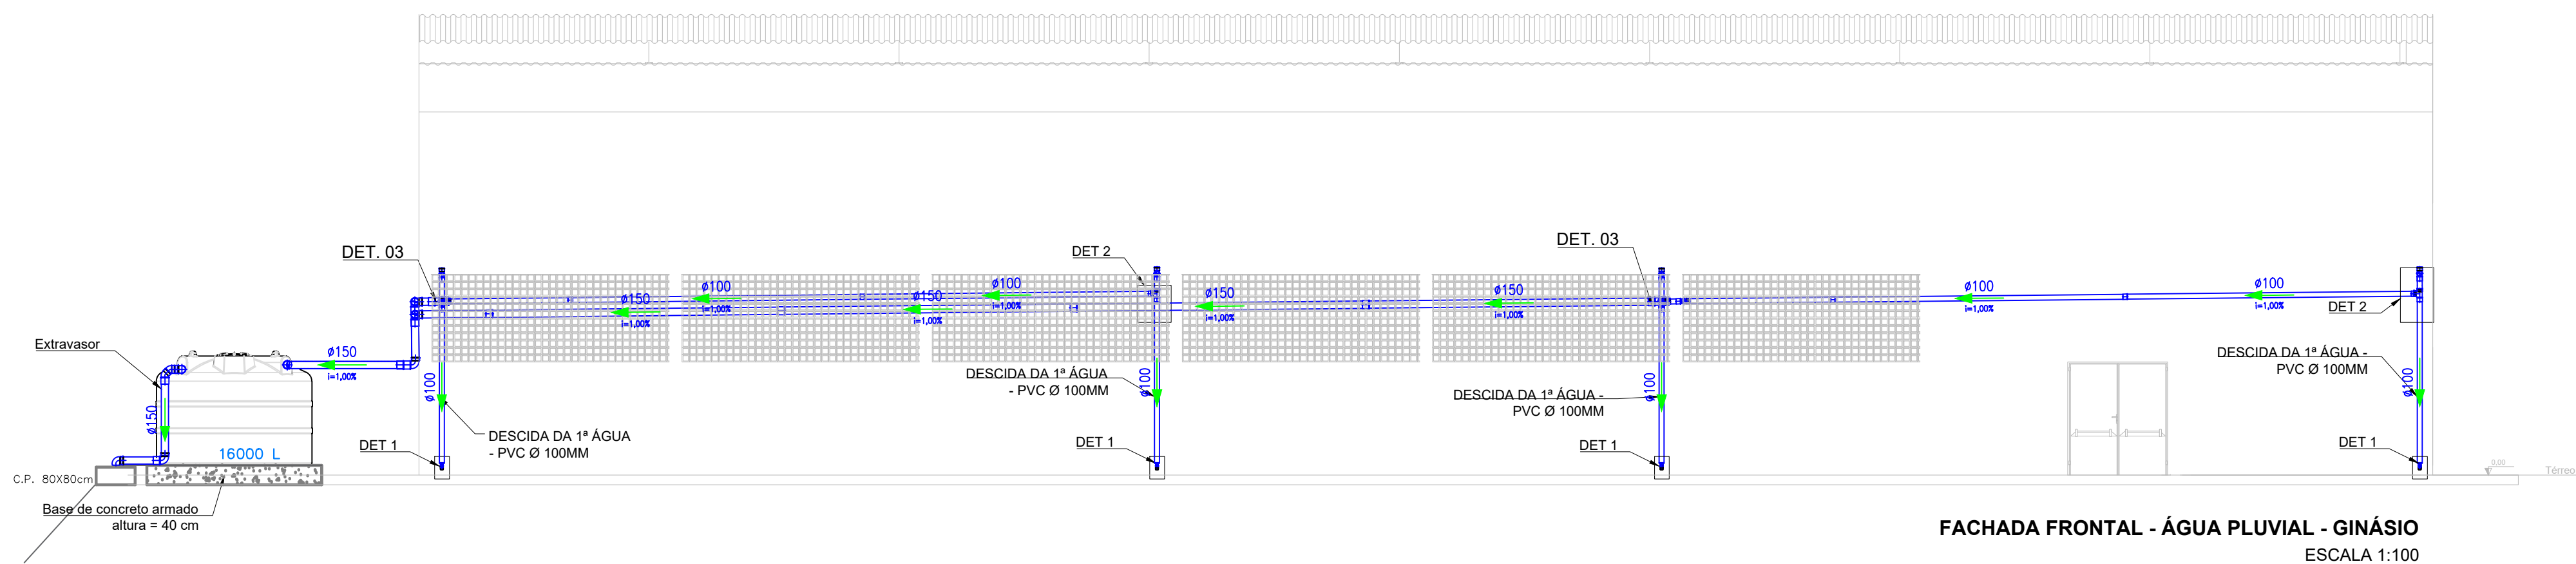 DET. 03
DET 2
DET. 03
Ø100
Ø150
i=1,00%
Ø100
i=1,00%
Ø150
i=1,00%
Ø100
i=1,00%
Ø150
i=1,00%
Ø150
i=1,00%
Ø100
i=1,00%
Ø100
i=1,00%
DET 2
Extravasor
Ø150
i=1,00%
Ø150
16000 L
C.P. 80X80cm
Base de concreto armado
altura = 40 cm
Ø100
DESCIDA DA 1ª ÁGUA
- PVC Ø 100MM
DET 1
DESCIDA DA 1ª ÁGUA
- PVC Ø 100MM
Ø100
DET 1
DESCIDA DA 1ª ÁGUA -
PVC Ø 100MM
Ø100
DET 1
DESCIDA DA 1ª ÁGUA -
PVC Ø 100MM
Ø100
DET 1
0,00
Térreo
FACHADA FRONTAL - ÁGUA PLUVIAL - GINÁSIO
ESCALA 1:100